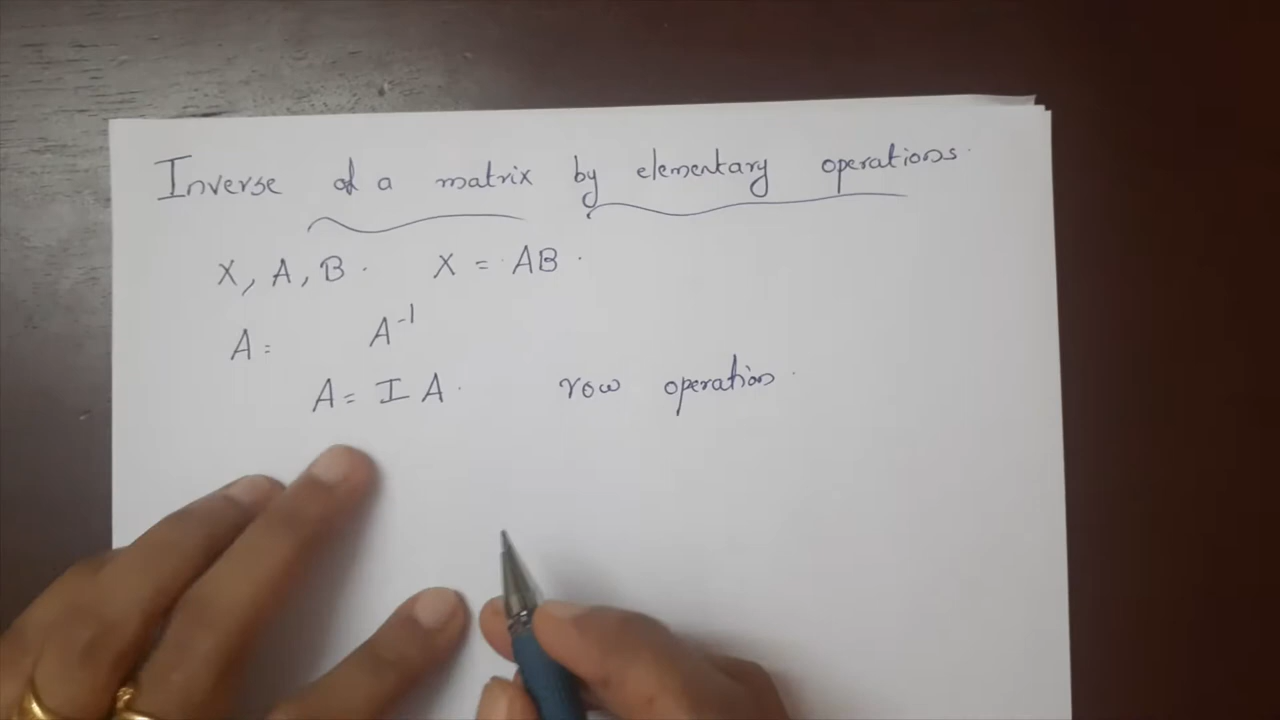 Inverse of a matrix by elementary operations.
X, A, B. X = AB.
A = A⁻¹
A = I A. row operation.